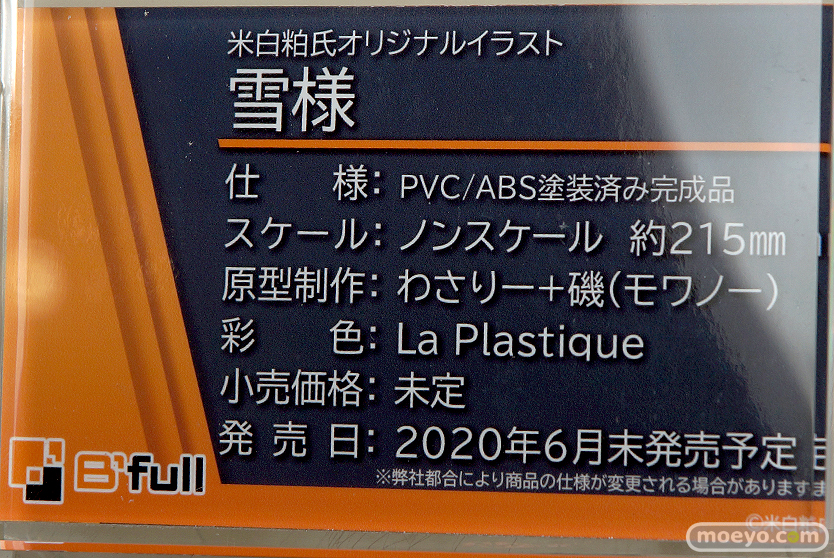 米白粕氏オリジナルイラスト
雪様
仕 様： PVC/ABS塗装済み完成品
スケール： ノンスケール 約215㎜
原型制作： わさりー+磯(モワノー)
彩 色： La Plastique
小売価格： 未定
発 売 日： 2020年6月末発売予定
※弊社都合により商品の仕様が変更される場合があります
B'full
©米白粕
moeyo.com